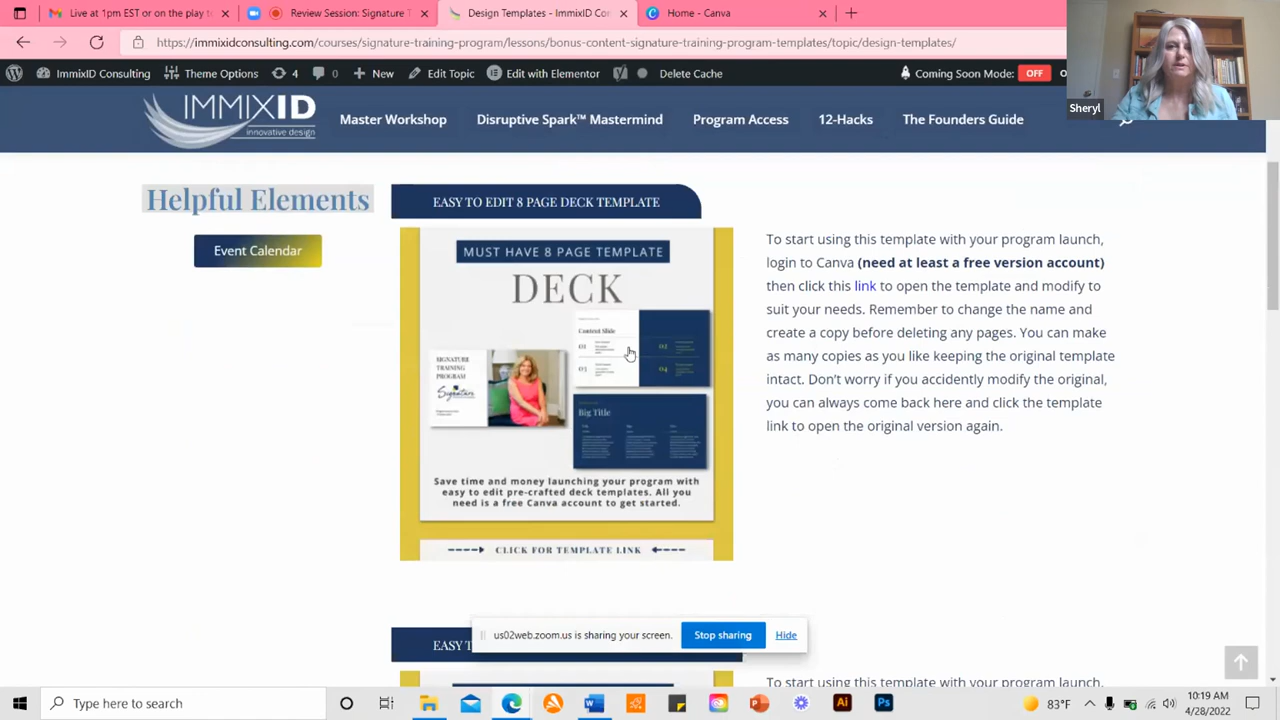 Live at 1pm EST or on the play to
Review Session: Signature T
Design Templates - ImmixID Con
Home - Canva
https://immixidconsulting.com/courses/signature-training-program/lessons/bonus-content-signature-training-program-templates/topic/design-templates/
ImmixID Consulting
Theme Options
4
0
New
Edit Topic
Edit with Elementor
Delete Cache
Coming Soon Mode:
OFF
Sheryl
IMMIXID
innovative design
Master Workshop
Disruptive Spark™ Mastermind
Program Access
12-Hacks
The Founders Guide
Helpful Elements
Event Calendar
EASY TO EDIT 8 PAGE DECK TEMPLATE
MUST HAVE 8 PAGE TEMPLATE
DECK
Content Slide
01
02
03
04
SIGNATURE
TRAINING
PROGRAM
Signature
Big Title
Save time and money launching your program with
easy to edit pre-crafted deck templates. All you
need is a free Canva account to get started.
CLICK FOR TEMPLATE LINK
To start using this template with your program launch,
login to Canva (need at least a free version account)
then click this link to open the template and modify to
suit your needs. Remember to change the name and
create a copy before deleting any pages. You can make
as many copies as you like keeping the original template
intact. Don't worry if you accidently modify the original,
you can always come back here and click the template
link to open the original version again.
us02web.zoom.us is sharing your screen.
Stop sharing
Hide
EASY T
To start using this template with your program launch,
Type here to search
83°F
10:19 AM
4/28/2022